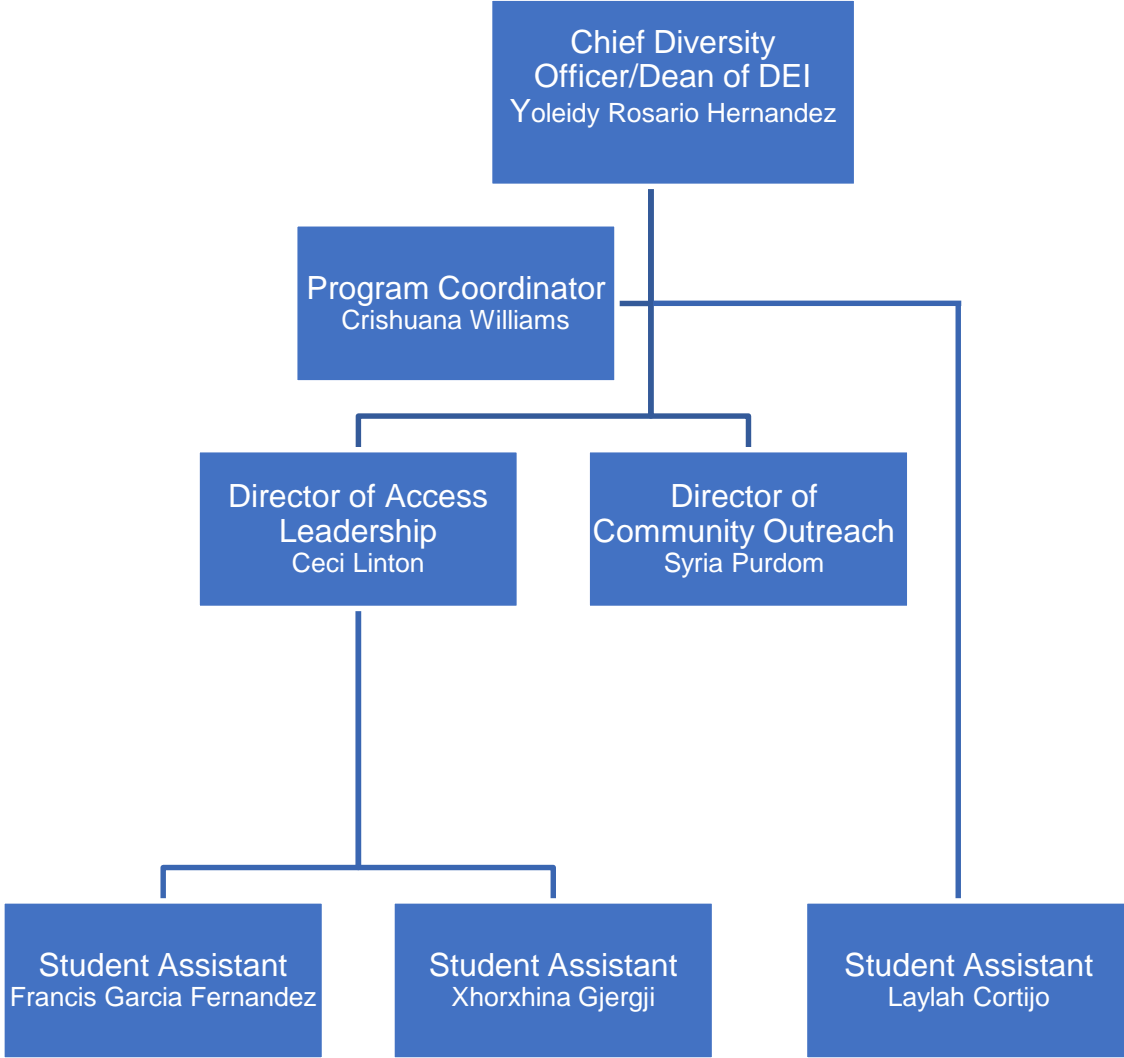 Chief Diversity
Officer/Dean of DEI
Yoleidy Rosario Hernandez
Program Coordinator
Crishuana Williams
Director of Access
Leadership
Ceci Linton
Director of
Community Outreach
Syria Purdom
Student Assistant
Francis Garcia Fernandez
Student Assistant
Xhorxhina Gjergji
Student Assistant
Laylah Cortijo